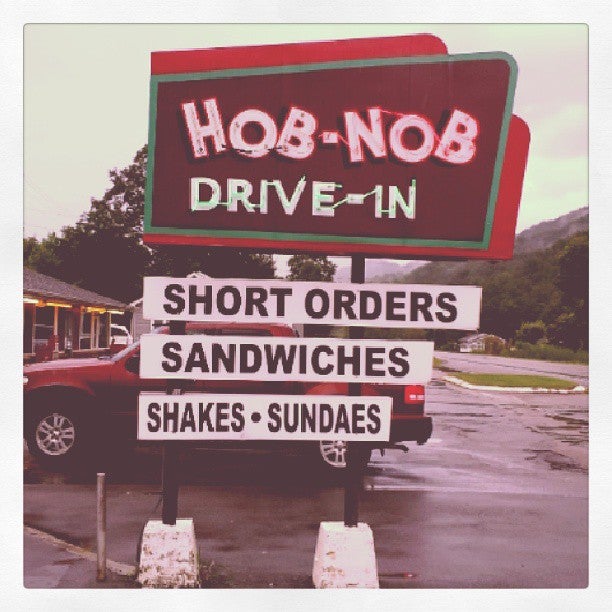 HOB-NOB
DRIVE-IN
SHORT ORDERS
SANDWICHES
SHAKES • SUNDAES